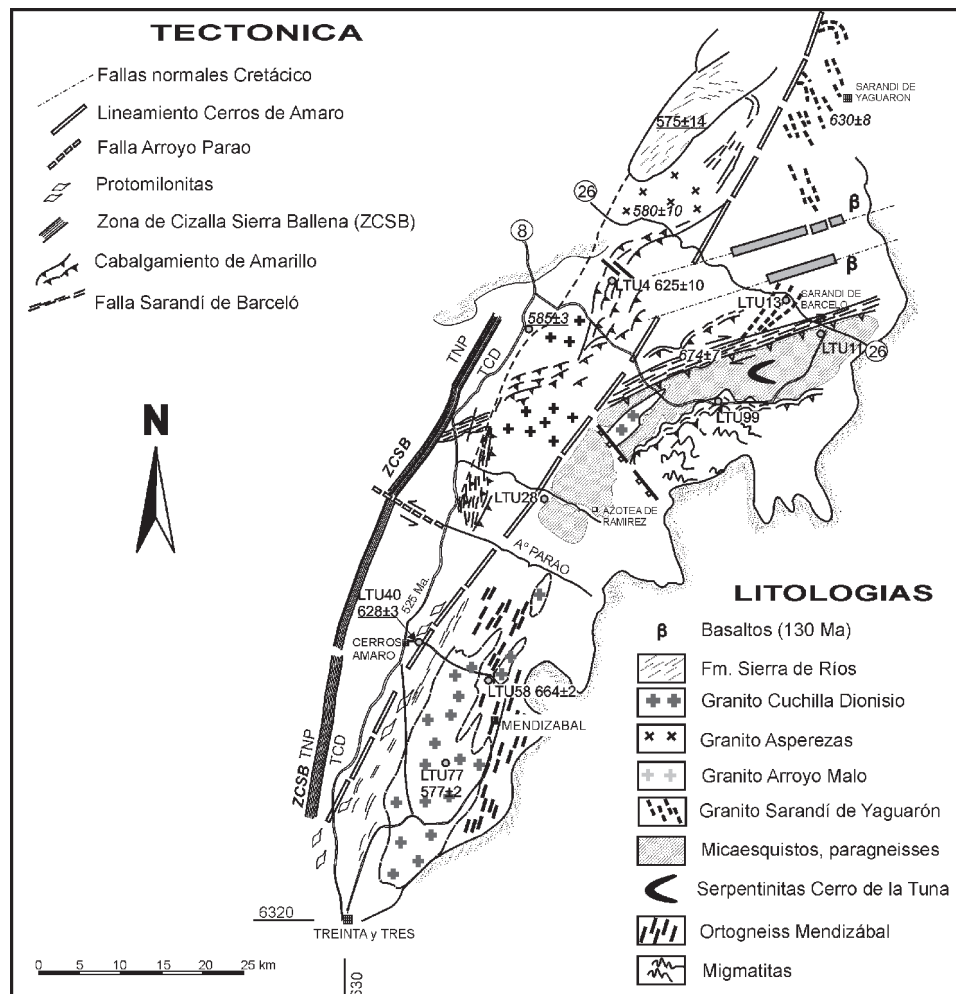 TECTONICA
Fallas normales Cretácico
Lineamiento Cerros de Amaro
Falla Arroyo Parao
Protomilonitas
Zona de Cizalla Sierra Ballena (ZCSB)
Cabalgamiento de Amarillo
Falla Sarandí de Barceló
N
575±14
SARANDI DE
YAGUARON
630±8
26
580±10
8
β
LTU4 625±10
β
LTU13
SARANDI DE
BARCELO
585±3
674±7
LTU11
26
TNP
TCD
LTU99
ZCSB
LTU28
AZOTEA DE
RAMIREZ
Aº PARAO
525 Ma.
LTU40
628±3
CERROS
AMARO
LTU58 664±2
MENDIZABAL
LTU77
577±2
ZCSB TNP
TCD
6320
TREINTA y TRES
630
0 5 10 15 20 25 km
LITOLOGIAS
β Basaltos (130 Ma)
Fm. Sierra de Ríos
Granito Cuchilla Dionisio
Granito Asperezas
Granito Arroyo Malo
Granito Sarandí de Yaguarón
Micaesquistos, paragneisses
Serpentinitas Cerro de la Tuna
Ortogneiss Mendizábal
Migmatitas